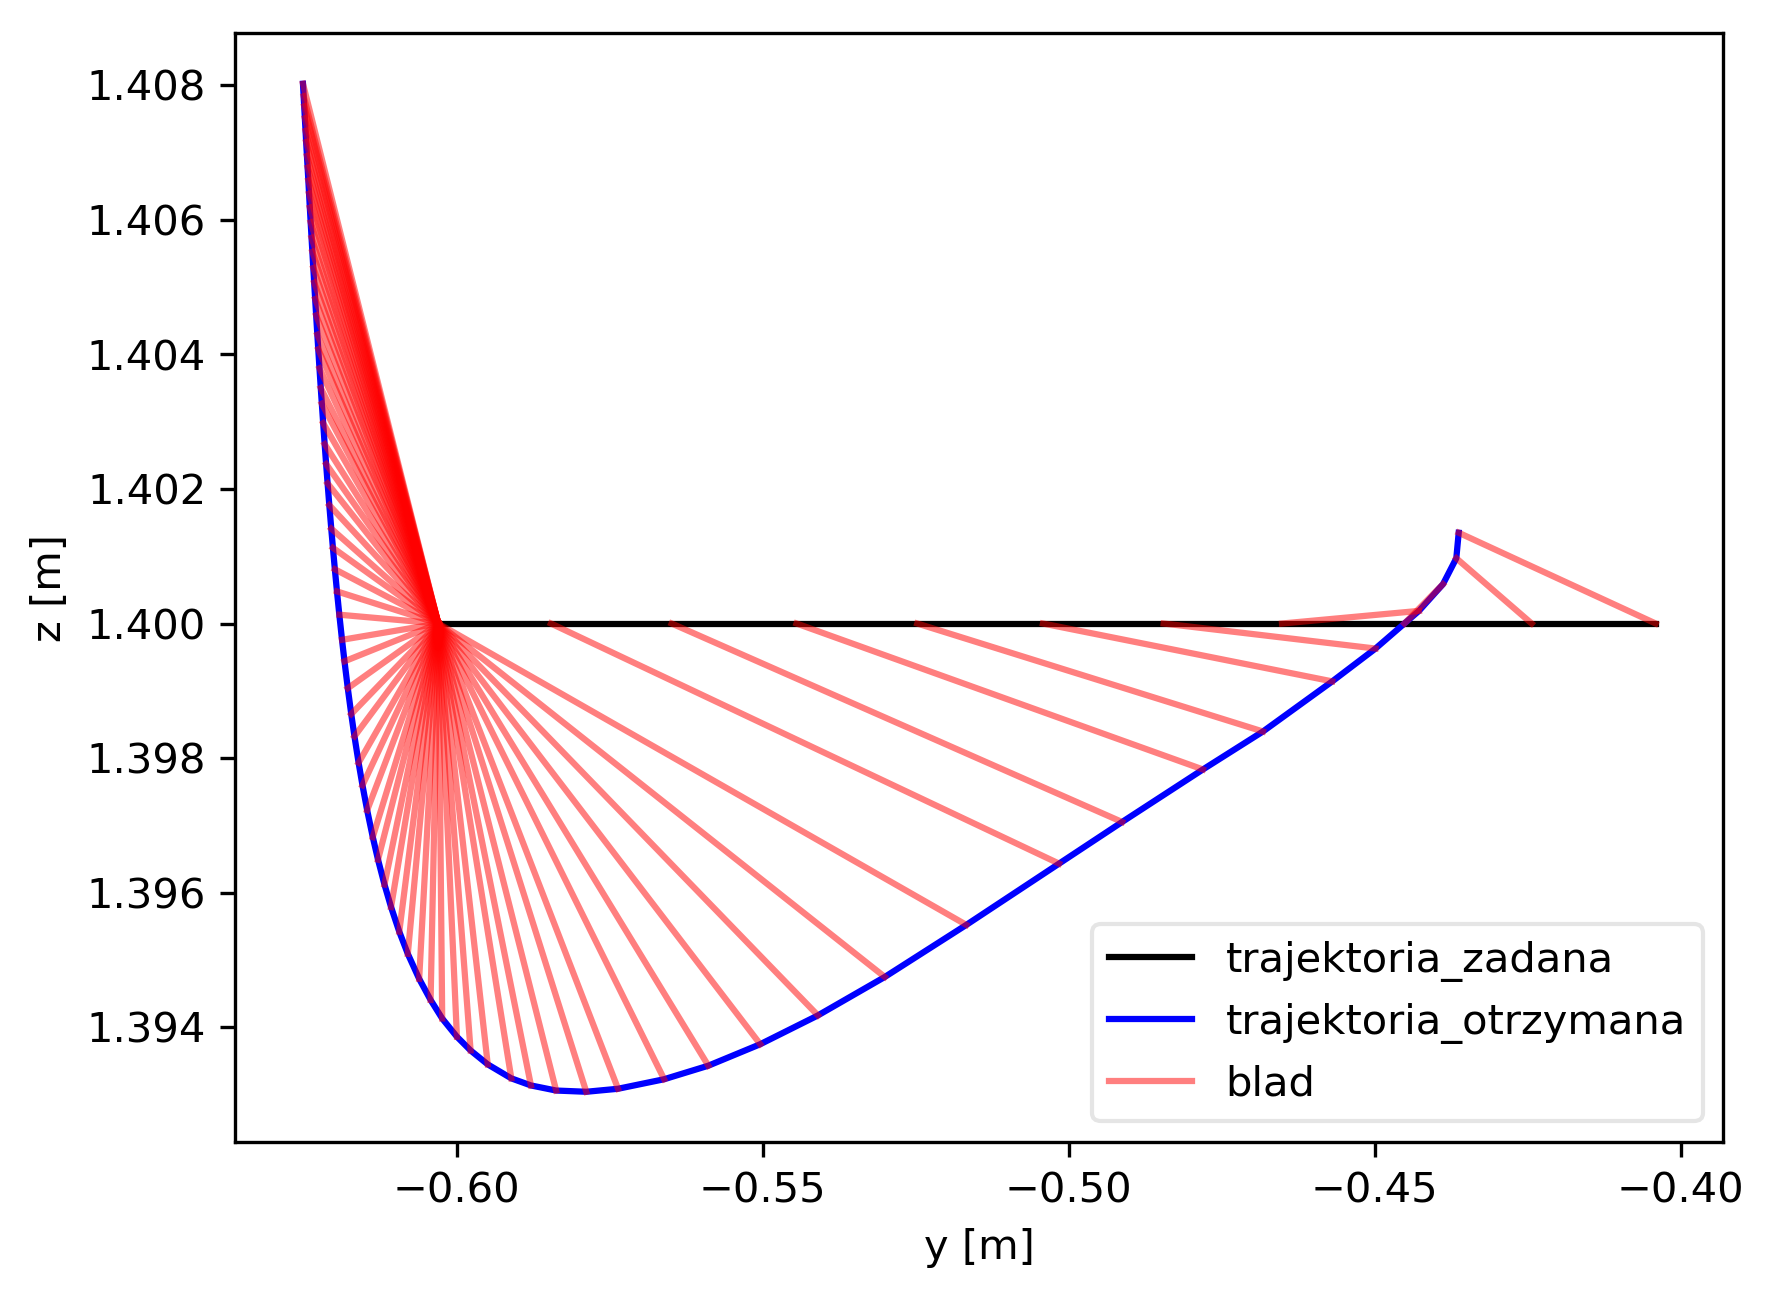 1.408
1.406
1.404
1.402
1.400
1.398
1.396
1.394
z [m]
−0.60
−0.55
−0.50
−0.45
−0.40
y [m]
trajektoria_zadana
trajektoria_otrzymana
blad